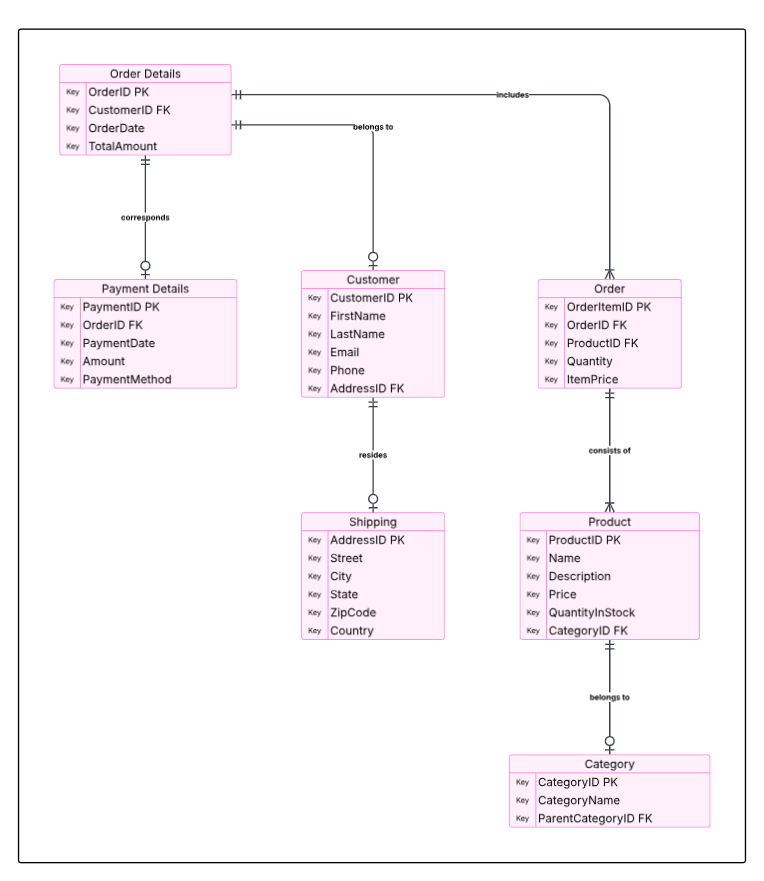 Order Details
Key OrderID PK
Key CustomerID FK
Key OrderDate
Key TotalAmount
includes
belongs to
corresponds
Payment Details
Key PaymentID PK
Key OrderID FK
Key PaymentDate
Key Amount
Key PaymentMethod
Customer
Key CustomerID PK
Key FirstName
Key LastName
Key Email
Key Phone
Key AddressID FK
Order
Key OrderItemID PK
Key OrderID FK
Key ProductID FK
Key Quantity
Key ItemPrice
resides
consists of
Shipping
Key AddressID PK
Key Street
Key City
Key State
Key ZipCode
Key Country
Product
Key ProductID PK
Key Name
Key Description
Key Price
Key QuantityInStock
Key CategoryID FK
belongs to
Category
Key CategoryID PK
Key CategoryName
Key ParentCategoryID FK